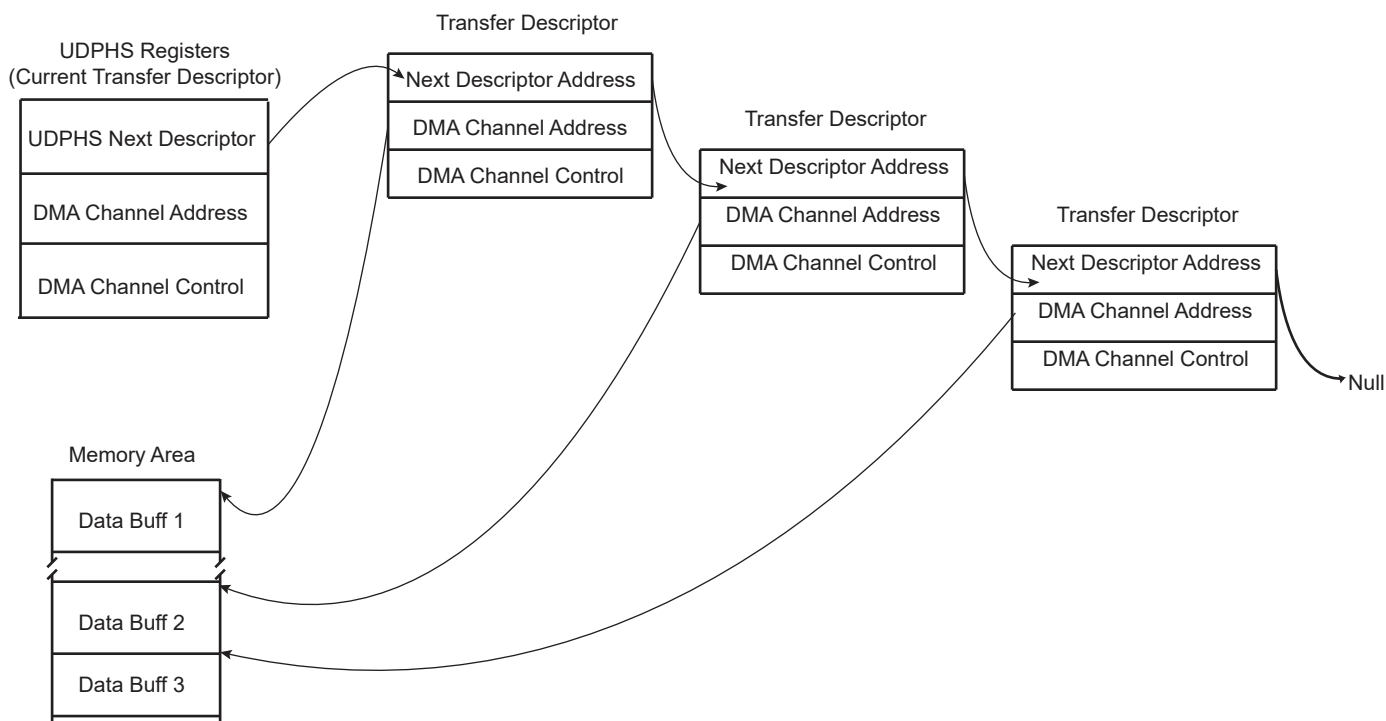 UDPHS Registers
(Current Transfer Descriptor)
UDPHS Next Descriptor
DMA Channel Address
DMA Channel Control
Transfer Descriptor
Next Descriptor Address
DMA Channel Address
DMA Channel Control
Transfer Descriptor
Next Descriptor Address
DMA Channel Address
DMA Channel Control
Transfer Descriptor
Next Descriptor Address
DMA Channel Address
DMA Channel Control
Null
Memory Area
Data Buff 1
Data Buff 2
Data Buff 3